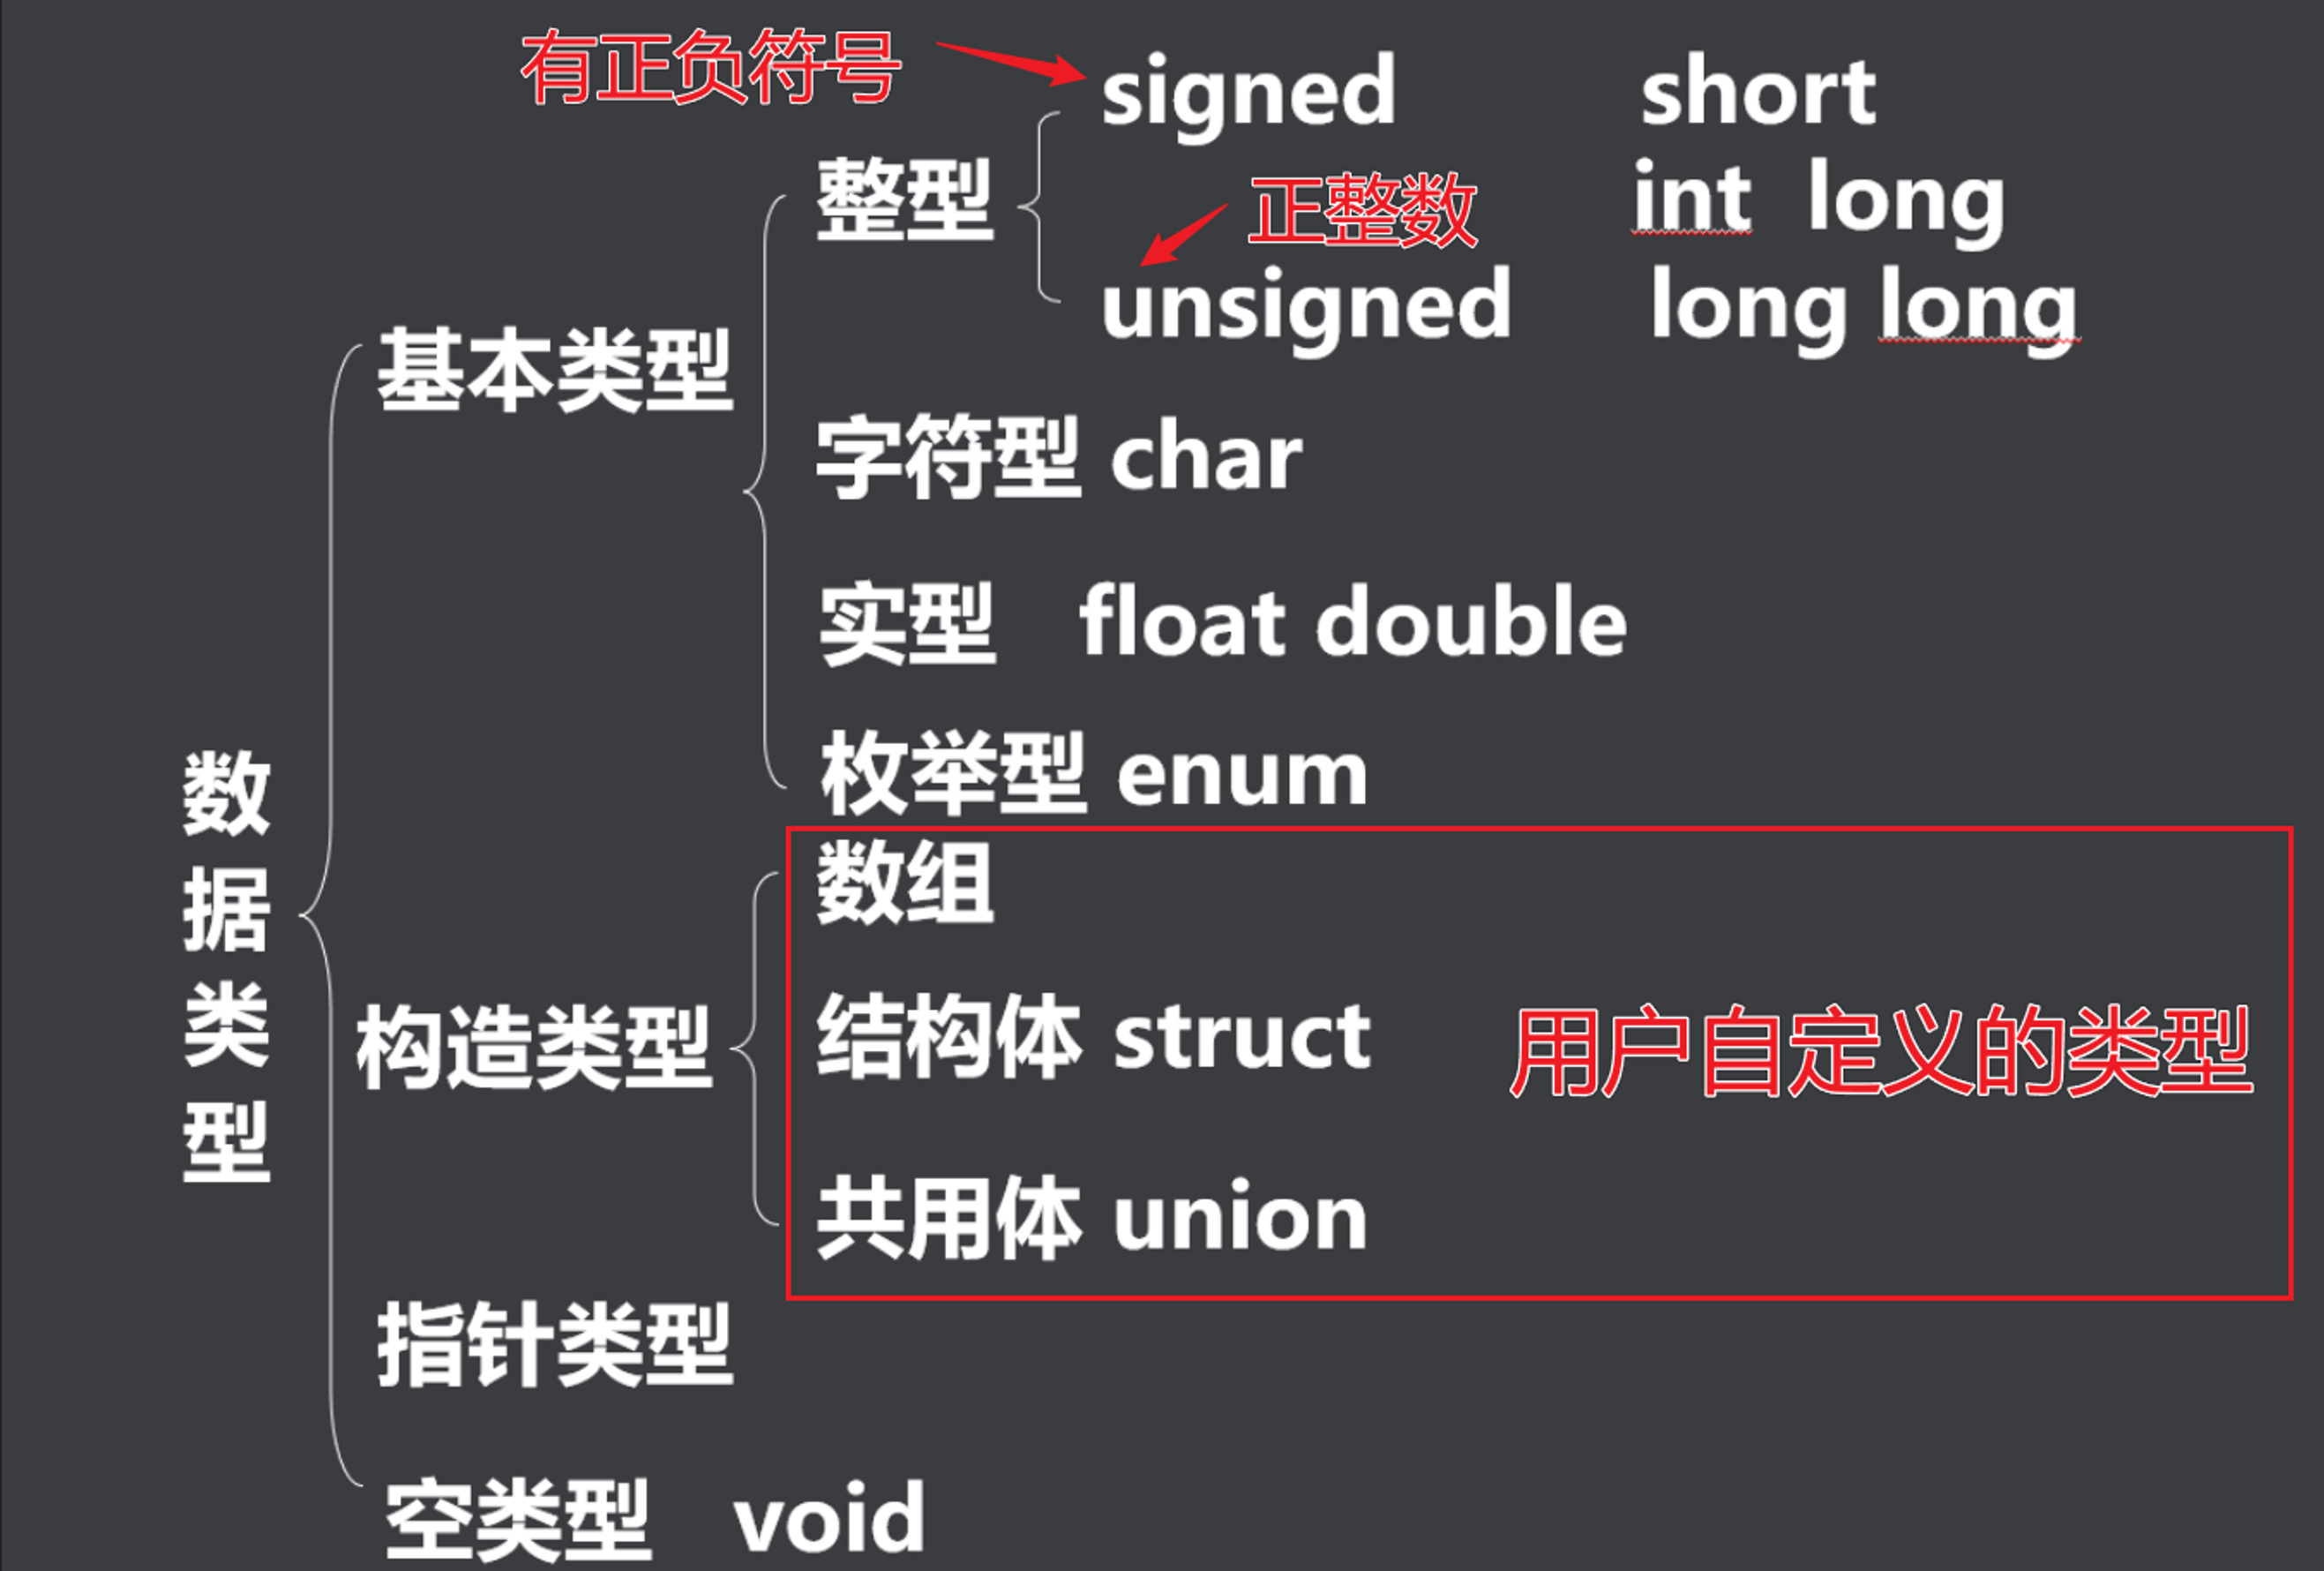 有正负符号
signed short
整型 正整数 int long
unsigned long long
基本类型
字符型 char
实型 float double
枚举型 enum
数据类型
数组
构造类型 结构体 struct 用户自定义的类型
共用体 union
指针类型
空类型 void